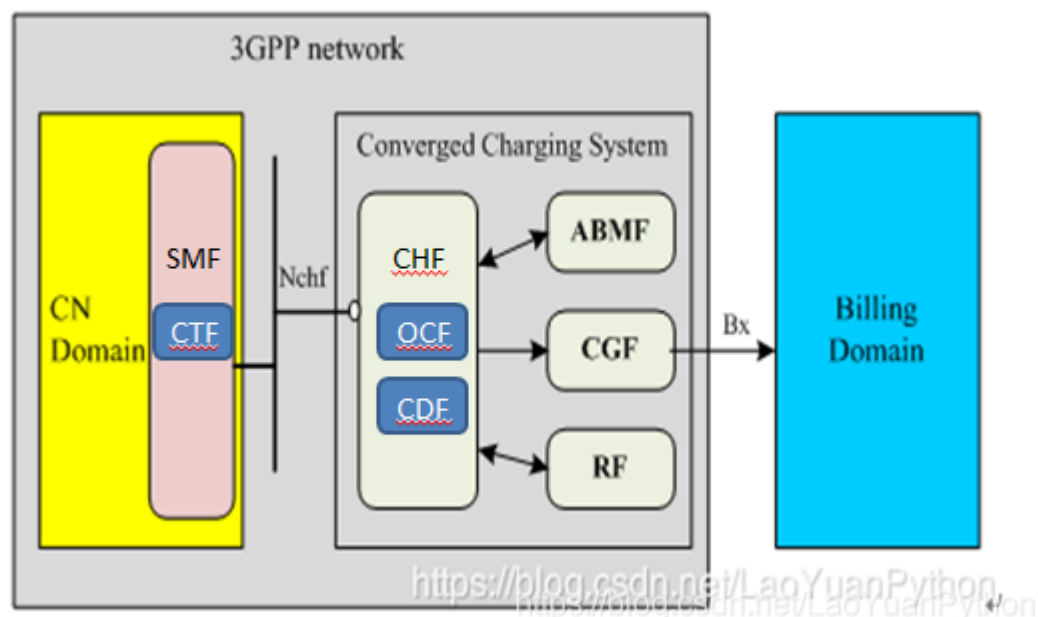 3GPP network
Converged Charging System
SMF
CTF
CN
Domain
Nchf
CHF
OCF
CDF
ABMF
CGF
RF
Bx
Billing
Domain
https://blog.csdn.net/LaoYuanPython
https://blog.csdn.net/LaoYuanPython